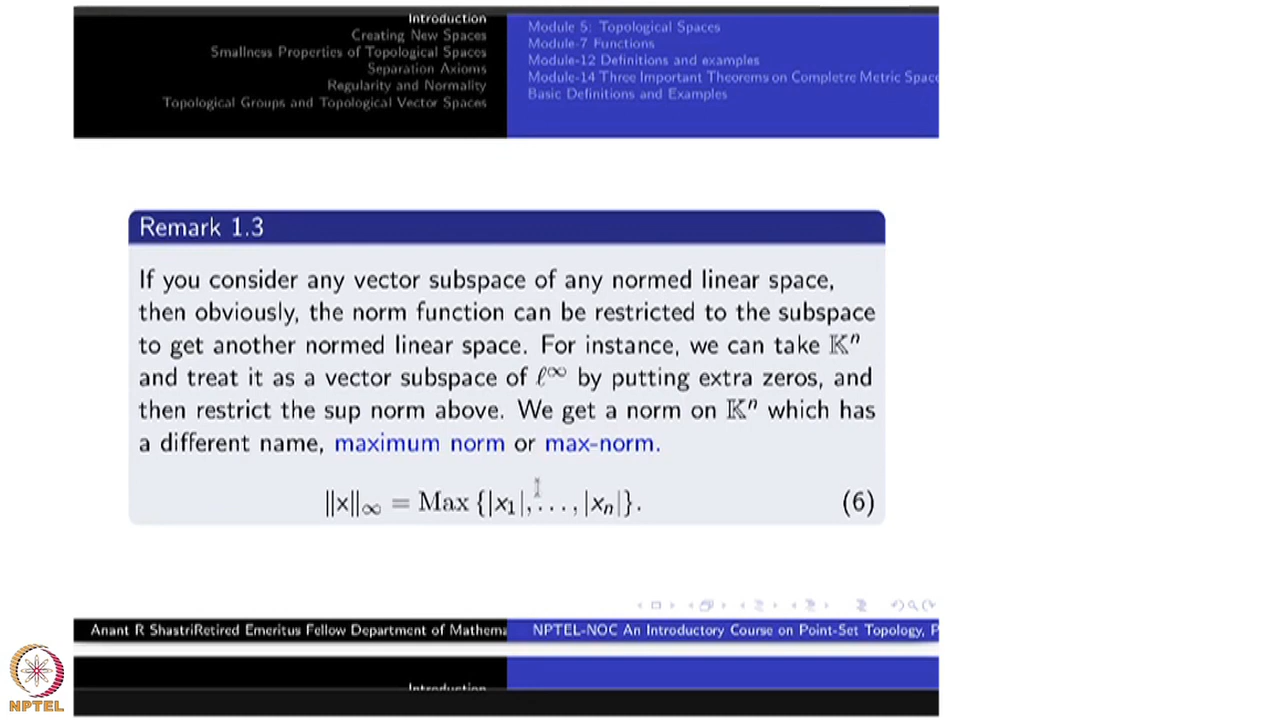 Introduction
Creating New Spaces
Smallness Properties of Topological Spaces
Separation Axioms
Regularity and Normality
Topological Groups and Topological Vector Spaces
Module 5: Topological Spaces
Module-7 Functions
Module-12 Definitions and examples
Module-14 Three Important Theorems on Completre Metric Space
Basic Definitions and Examples
Remark 1.3
If you consider any vector subspace of any normed linear space,
then obviously, the norm function can be restricted to the subspace
to get another normed linear space. For instance, we can take 𝕂ⁿ
and treat it as a vector subspace of ℓ^∞ by putting extra zeros, and
then restrict the sup norm above. We get a norm on 𝕂ⁿ which has
a different name, maximum norm or max-norm.
‖x‖_∞ = Max {|x₁|, . . . , |xₙ|}. (6)
Anant R ShastriRetired Emeritus Fellow Department of Mathema
NPTEL-NOC An Introductory Course on Point-Set Topology, P
Introduction
NPTEL